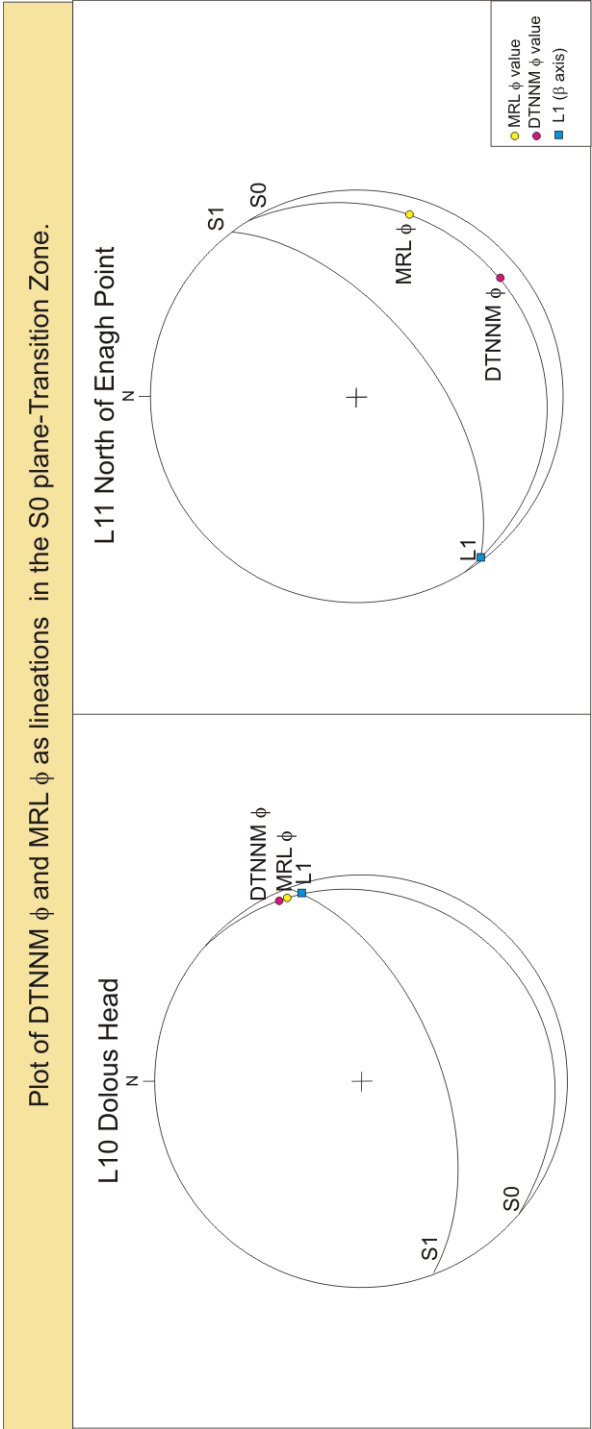 Plot of DTNNM ϕ and MRL ϕ as lineations in the S0 plane-Transition Zone.
L10 Dolous Head
N
DTNNM ϕ
MRL ϕ
L1
S1
S0
L11 North of Enagh Point
N
S1
S0
MRL ϕ
DTNNM ϕ
L1
MRL ϕ value
DTNNM ϕ value
L1 (β axis)